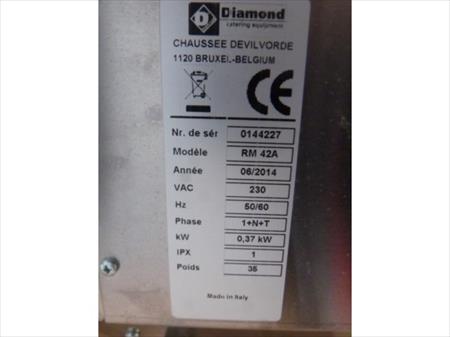 D
Diamond
catering equipment
CHAUSSEE DEVILVORDE
1120 BRUXEL-BELGIUM
CE
Nr. de sér 0144227
Modèle RM 42A
Année 06/2014
VAC 230
Hz 50/60
Phase 1+N+T
kW 0,37 kW
IPX 1
Poids 35
Made in Italy